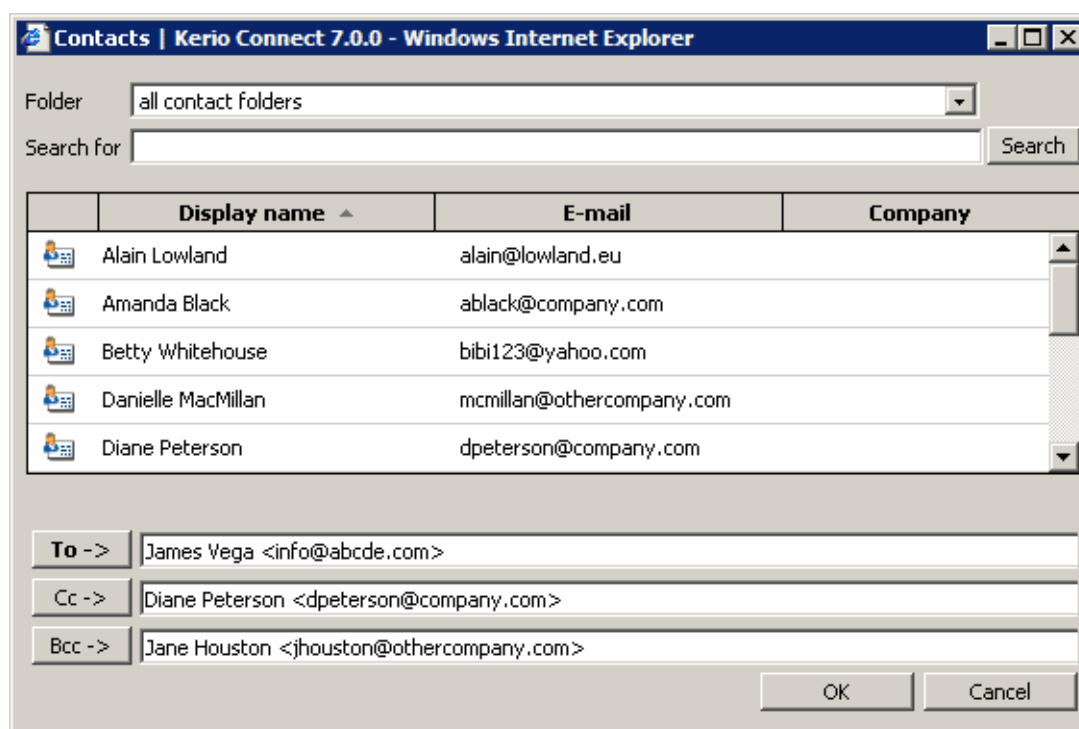 Contacts | Kerio Connect 7.0.0 - Windows Internet Explorer
Folder all contact folders
Search for Search
Display name E-mail Company
Alain Lowland alain@lowland.eu
Amanda Black ablack@company.com
Betty Whitehouse bibi123@yahoo.com
Danielle MacMillan mcmillan@othercompany.com
Diane Peterson dpeterson@company.com
To -> James Vega <info@abcde.com>
Cc -> Diane Peterson <dpeterson@company.com>
Bcc -> Jane Houston <jhouston@othercompany.com>
OK Cancel